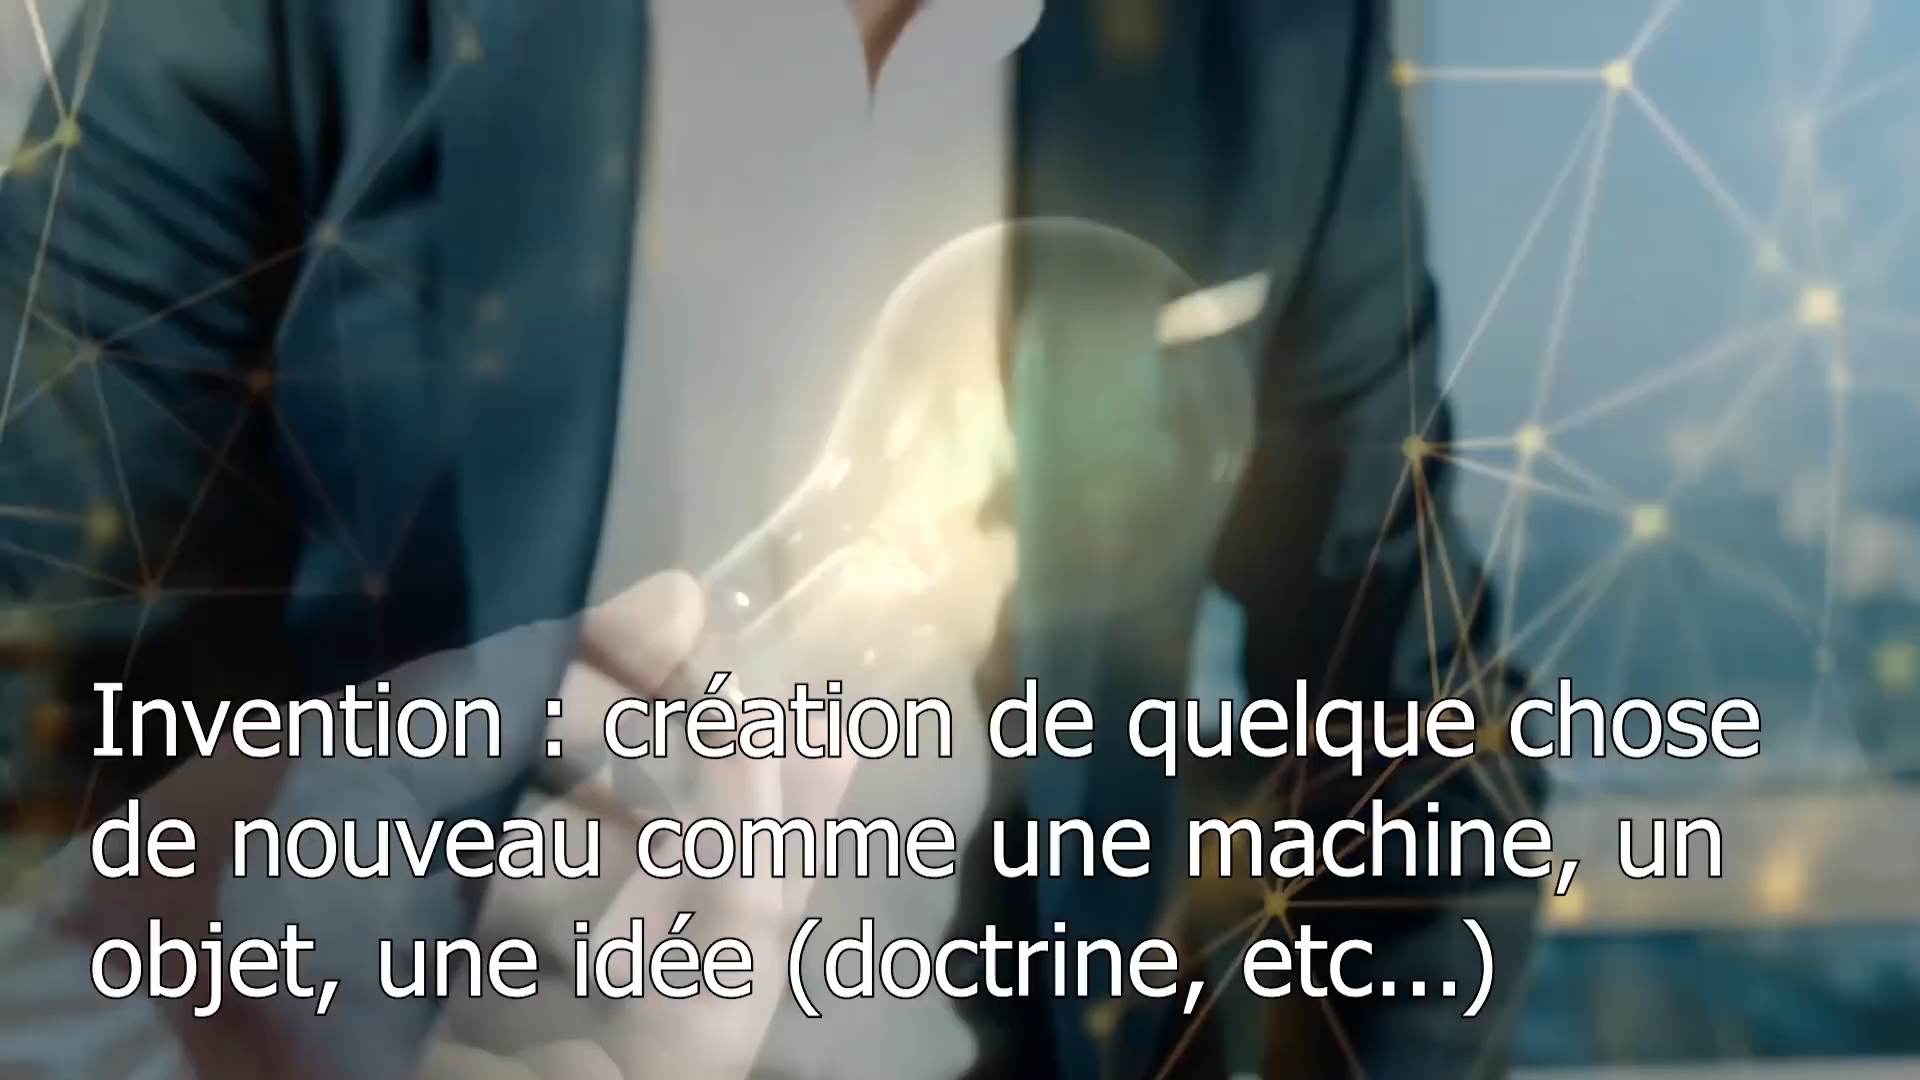 Invention : création de quelque chose
de nouveau comme une machine, un
objet, une idée (doctrine, etc...)